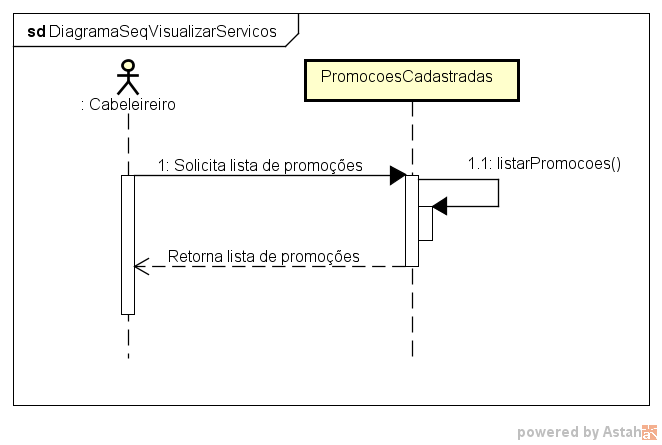 sd DiagramaSeqVisualizarServicos
PromocoesCadastradas
: Cabeleireiro
1: Solicita lista de promoções
1.1: listarPromocoes()
Retorna lista de promoções
powered by Astah